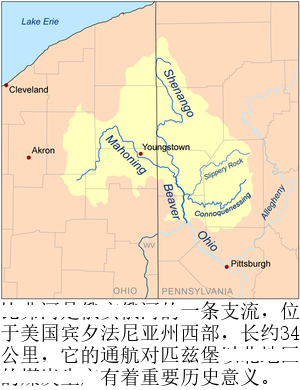 Lake Erie
Cleveland
Akron
Youngstown
Shenango
Mahoning
Slippery Rock
Connoquenessing
Beaver
Ohio
Allegheny
Pittsburgh
WV
OHIO
PENNSYLVANIA
的一条支流，位
于美国宾夕法尼亚州西部，长约34
公里，它的通航对匹兹堡
有着重要历史意义。